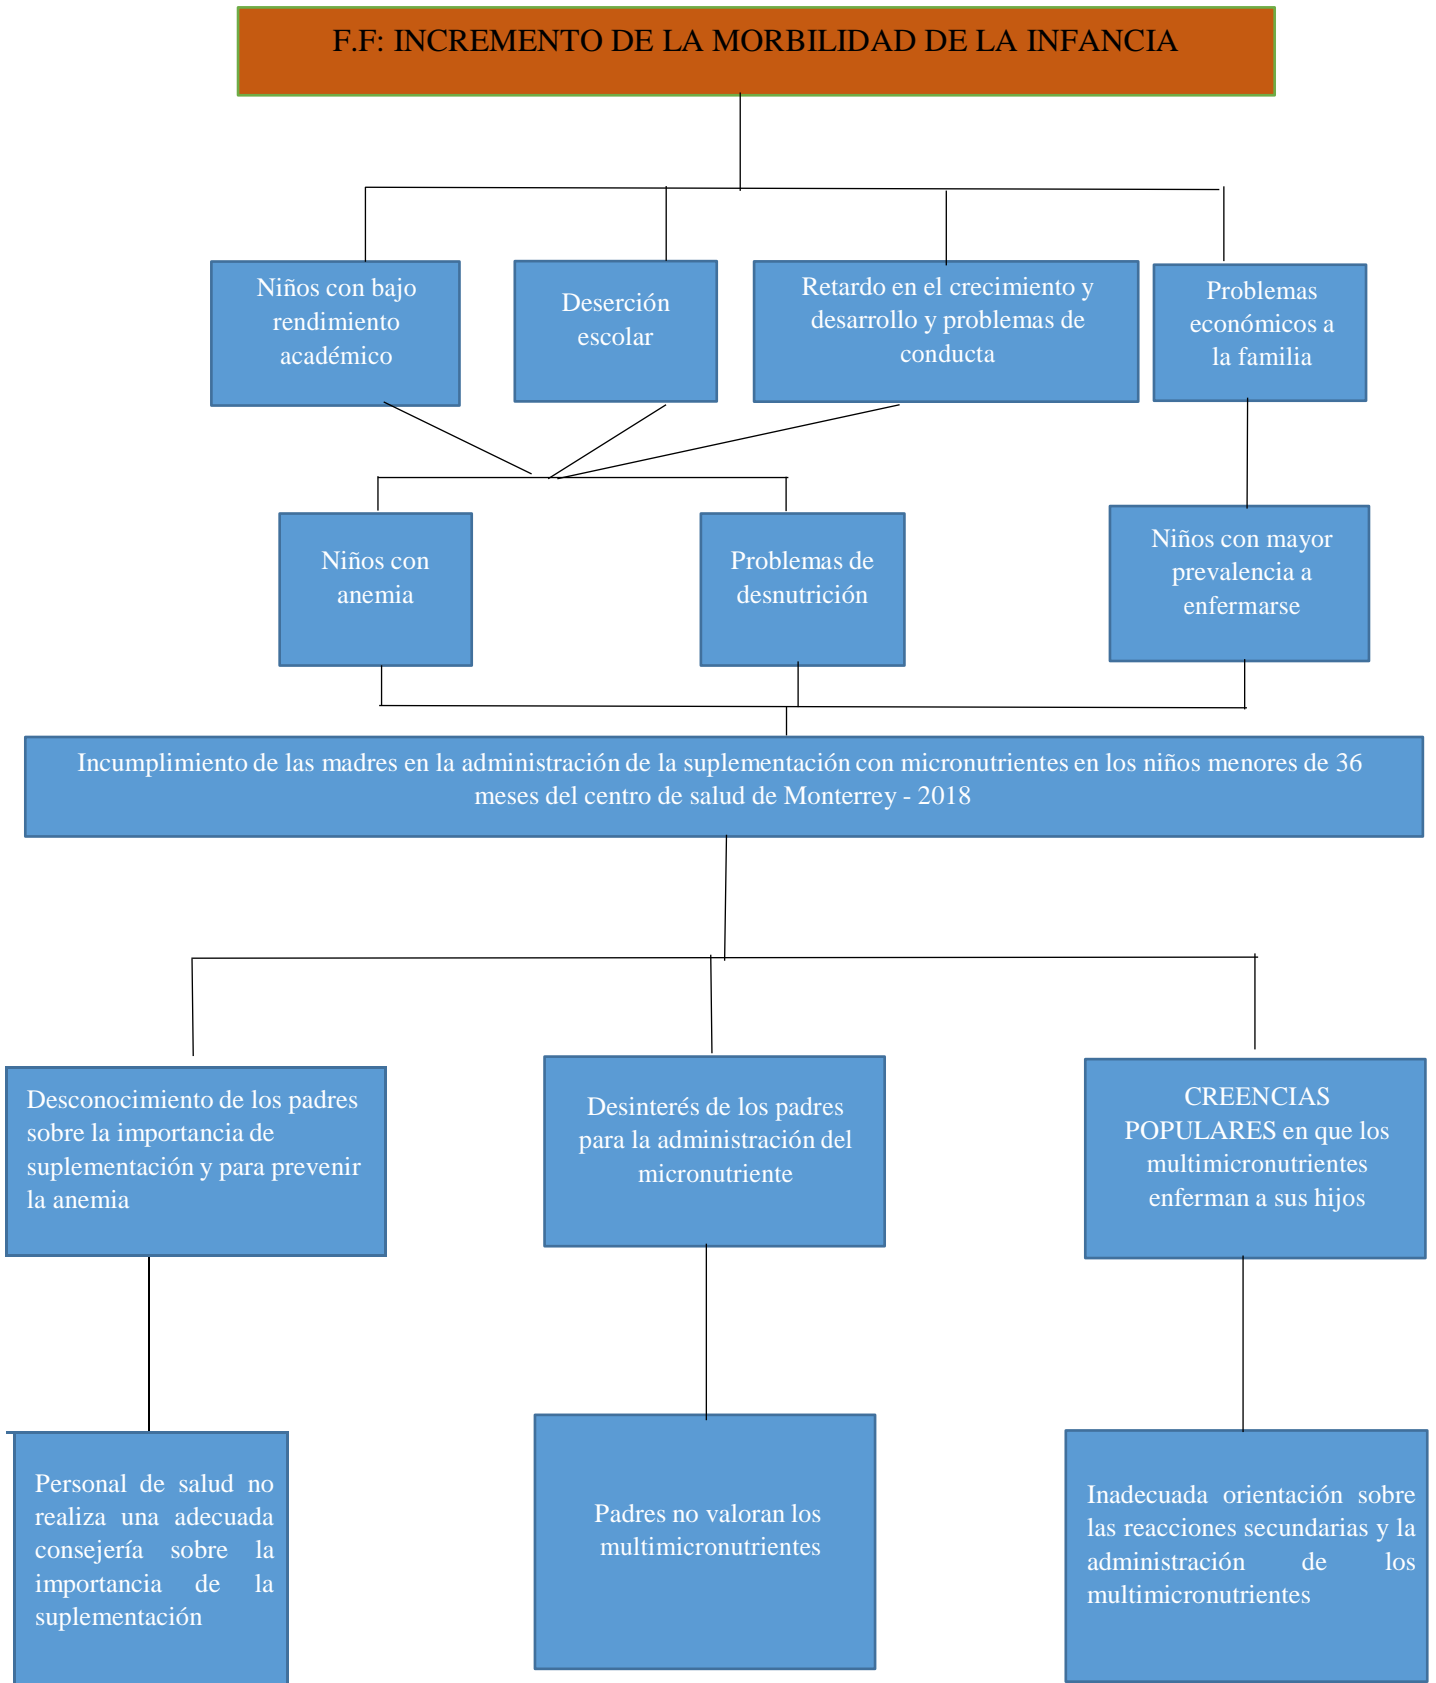 F.F: INCREMENTO DE LA MORBILIDAD DE LA INFANCIA
Niños con bajo
rendimiento
académico
Deserción
escolar
Retardo en el crecimiento y
desarrollo y problemas de
conducta
Problemas
económicos a
la familia
Niños con
anemia
Problemas de
desnutrición
Niños con mayor
prevalencia a
enfermarse
Incumplimiento de las madres en la administración de la suplementación con micronutrientes en los niños menores de 36
meses del centro de salud de Monterrey - 2018
Desconocimiento de los padres
sobre la importancia de
suplementación y para prevenir
la anemia
Desinterés de los padres
para la administración del
micronutriente
CREENCIAS
POPULARES en que los
multimicronutrientes
enferman a sus hijos
Personal de salud no
realiza una adecuada
consejería sobre la
importancia de la
suplementación
Padres no valoran los
multimicronutrientes
Inadecuada orientación sobre
las reacciones secundarias y la
administración de los
multimicronutrientes